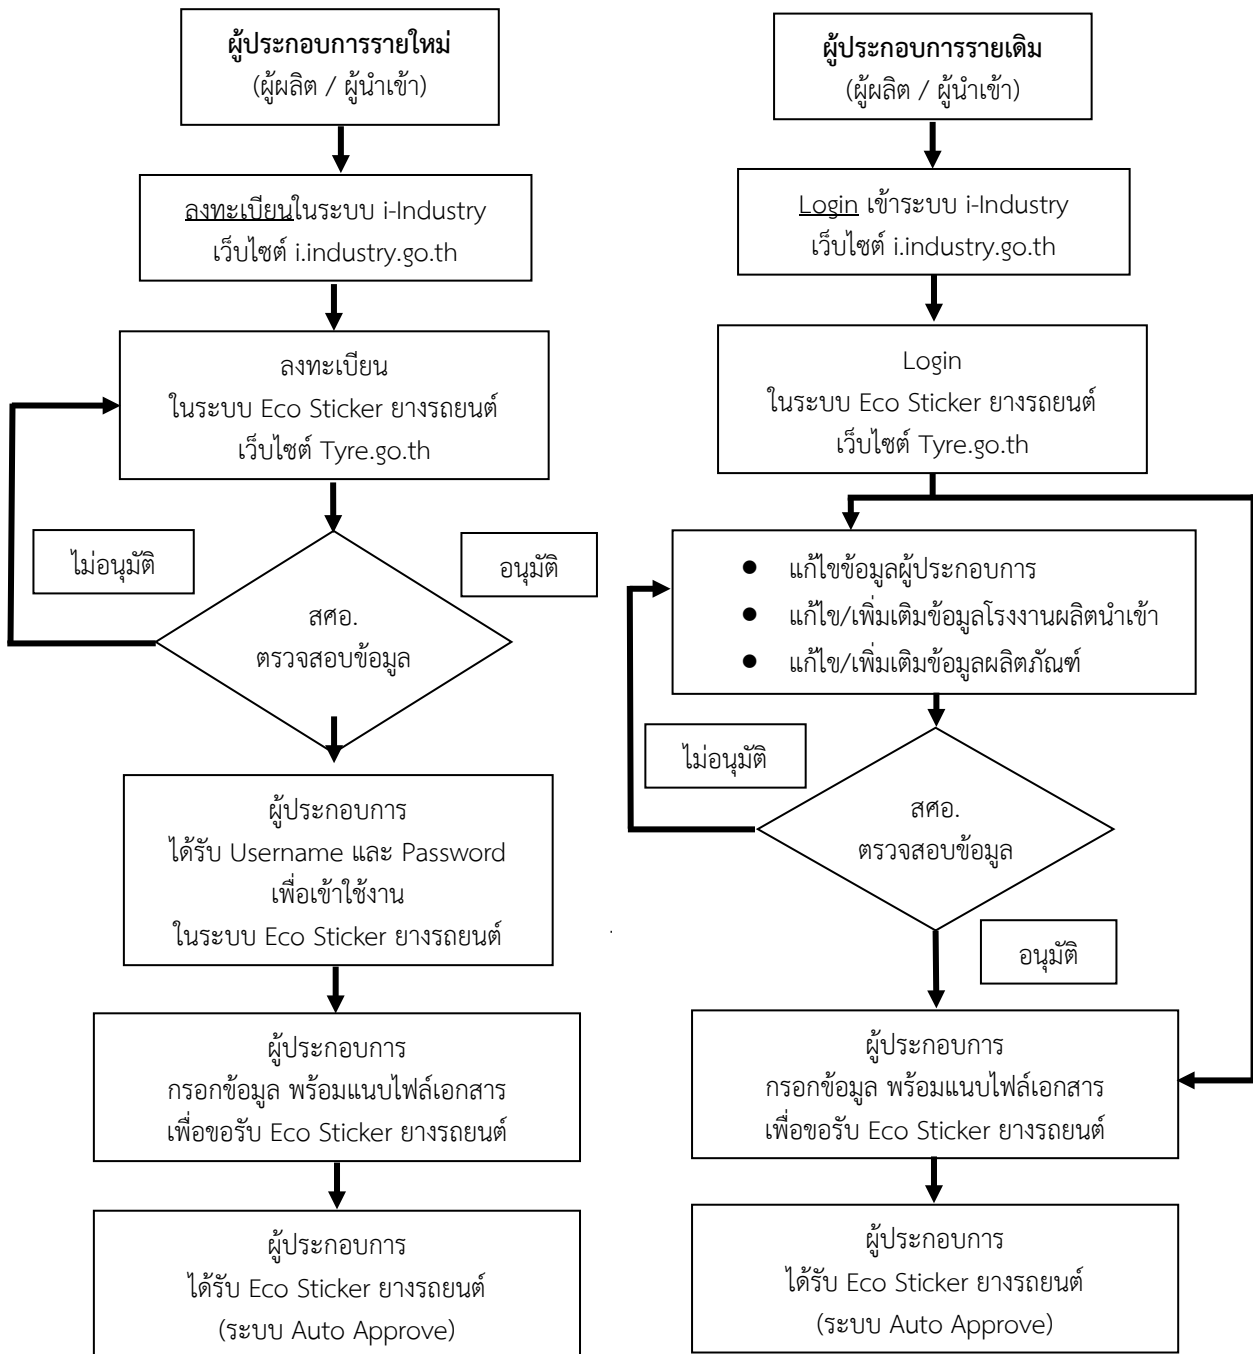 ผู้ประกอบการรายใหม่
(ผู้ผลิต / ผู้นำเข้า)
ลงทะเบียนในระบบ i-Industry
เว็บไซต์ i.industry.go.th
ลงทะเบียน
ในระบบ Eco Sticker ยางรถยนต์
เว็บไซต์ Tyre.go.th
ไม่อนุมัติ
อนุมัติ
สศอ.
ตรวจสอบข้อมูล
ผู้ประกอบการ
ได้รับ Username และ Password
เพื่อเข้าใช้งาน
ในระบบ Eco Sticker ยางรถยนต์
ผู้ประกอบการ
กรอกข้อมูล พร้อมแนบไฟล์เอกสาร
เพื่อขอรับ Eco Sticker ยางรถยนต์
ผู้ประกอบการ
ได้รับ Eco Sticker ยางรถยนต์
(ระบบ Auto Approve)
ผู้ประกอบการรายเดิม
(ผู้ผลิต / ผู้นำเข้า)
Login เข้าระบบ i-Industry
เว็บไซต์ i.industry.go.th
Login
ในระบบ Eco Sticker ยางรถยนต์
เว็บไซต์ Tyre.go.th
● แก้ไขข้อมูลผู้ประกอบการ
● แก้ไข/เพิ่มเติมข้อมูลโรงงานผลิตนำเข้า
● แก้ไข/เพิ่มเติมข้อมูลผลิตภัณฑ์
ไม่อนุมัติ
สศอ.
ตรวจสอบข้อมูล
อนุมัติ
ผู้ประกอบการ
กรอกข้อมูล พร้อมแนบไฟล์เอกสาร
เพื่อขอรับ Eco Sticker ยางรถยนต์
ผู้ประกอบการ
ได้รับ Eco Sticker ยางรถยนต์
(ระบบ Auto Approve)